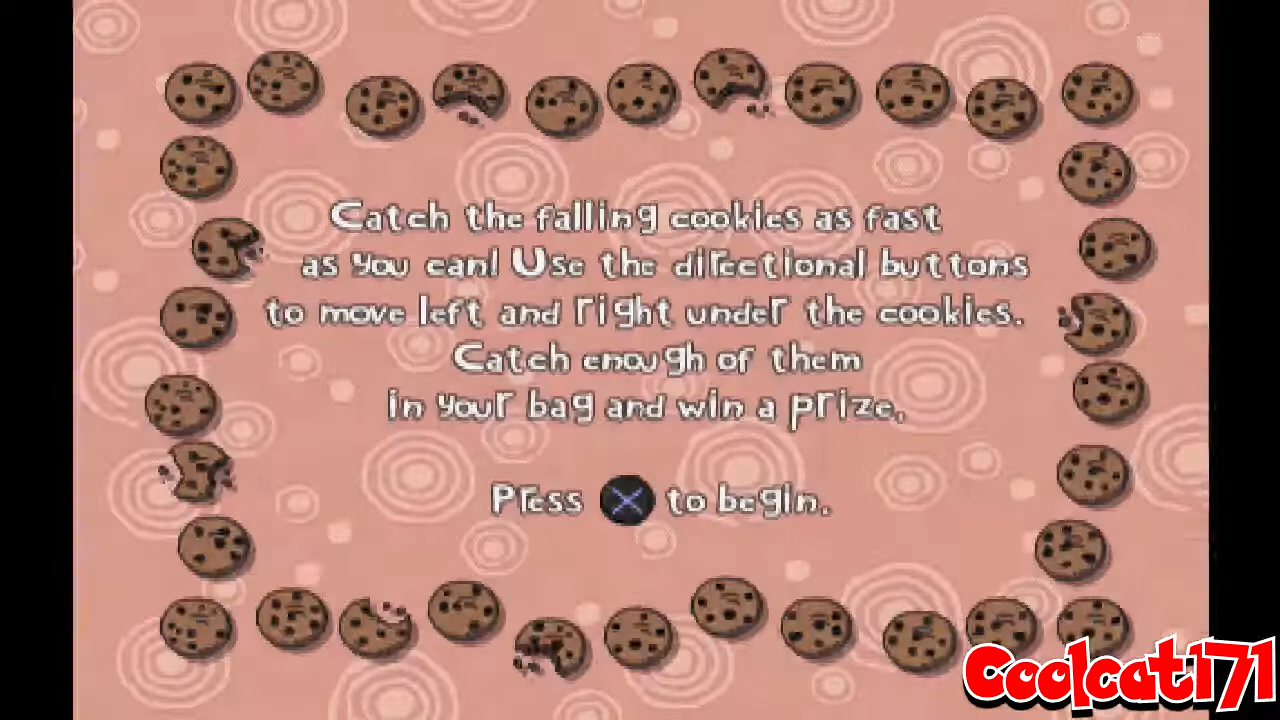 Catch the falling cookies as fast
as you can! Use the directional buttons
to move left and right under the cookies.
Catch enough of them
in your bag and win a prize.
Press X to begin.
Coolcat171